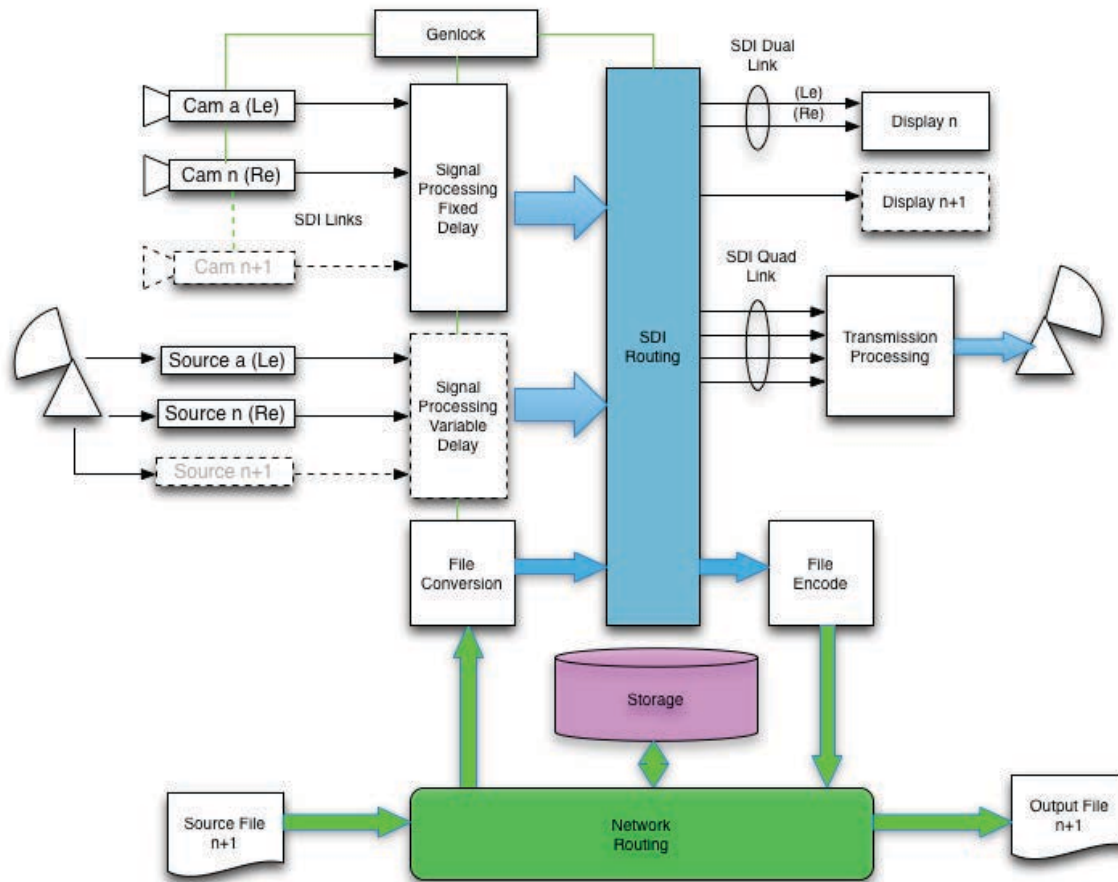 Genlock
SDI Dual
Link
Cam a (Le)
(Le)
(Re)
Display n
Cam n (Re)
Signal
Processing
Fixed
Delay
SDI Links
Display n+1
Cam n+1
SDI Quad
Link
Source a (Le)
SDI
Routing
Transmission
Processing
Source n (Re)
Signal
Processing
Variable
Delay
Source n+1
File
Conversion
File
Encode
Storage
Source File
n+1
Network
Routing
Output File
n+1